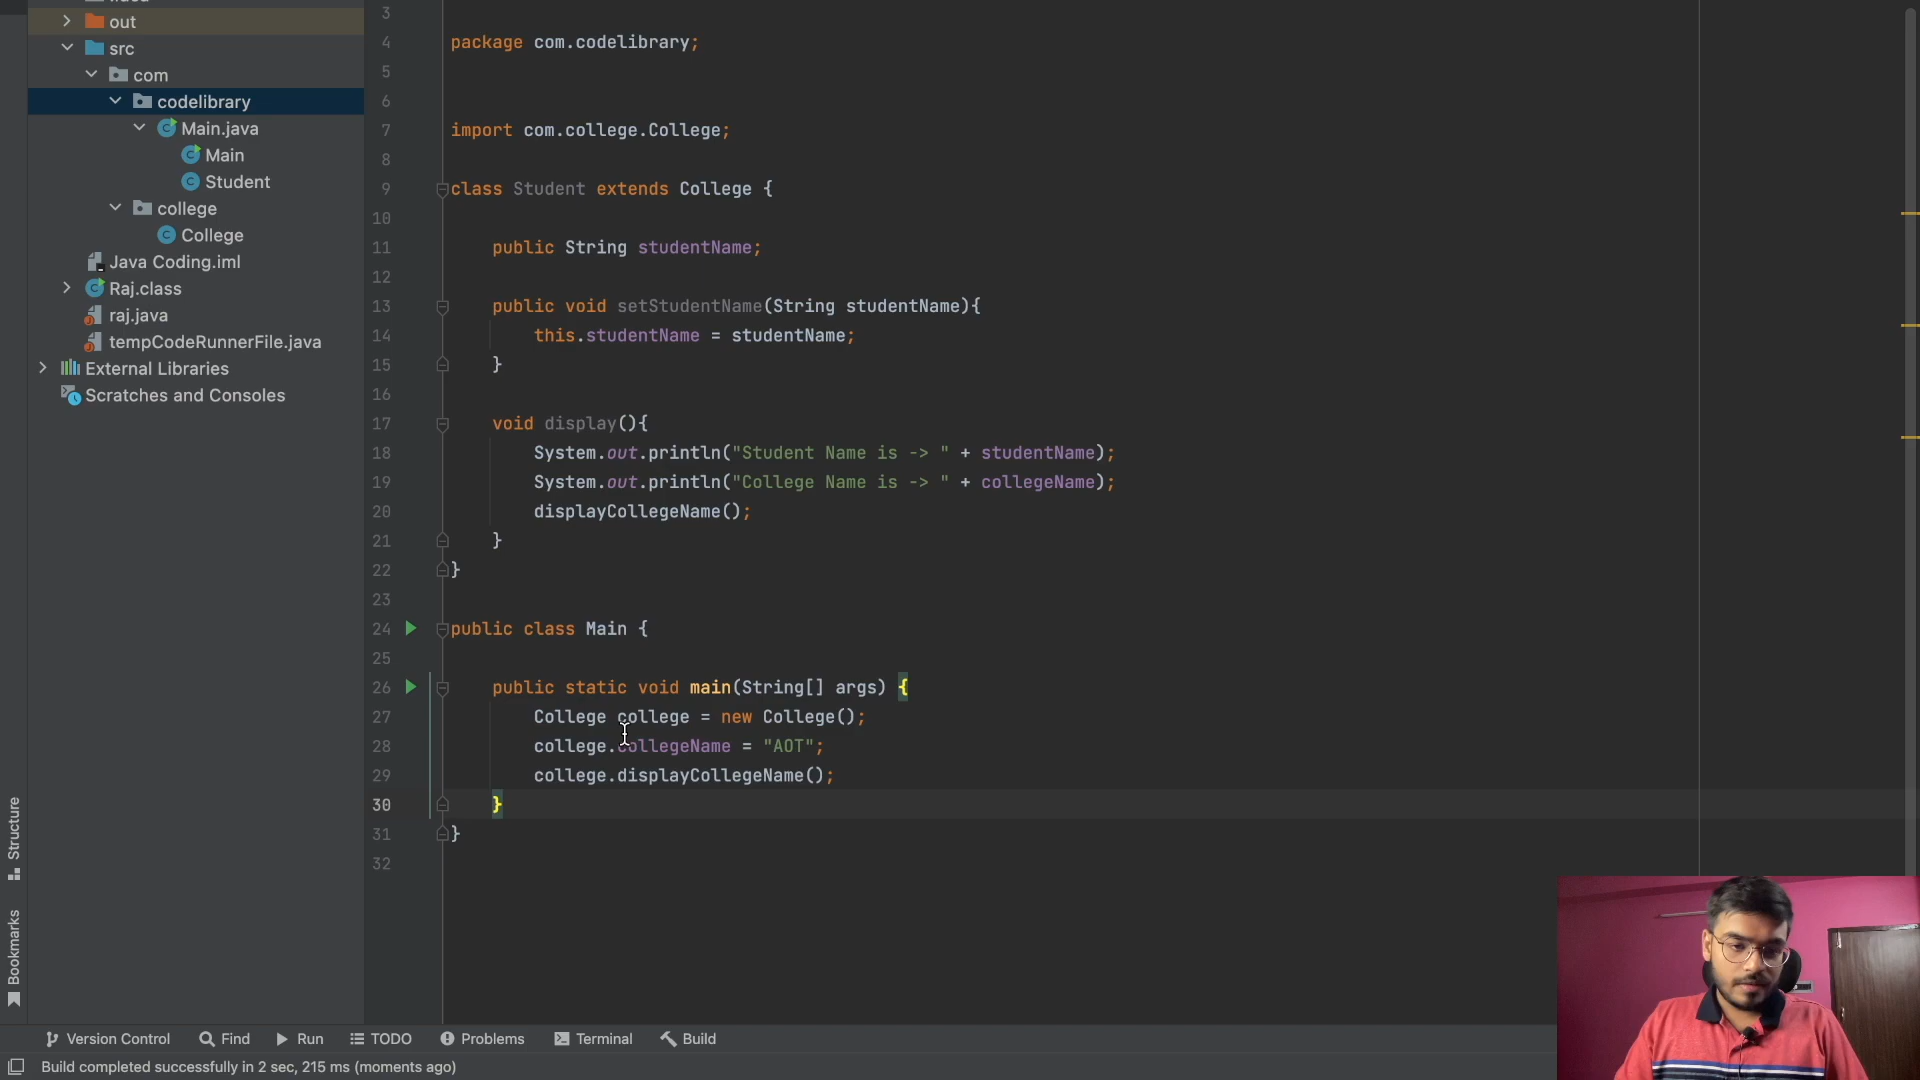 out
src
com
codelibrary
Main.java
Main
Student
college
College
Java Coding.iml
Raj.class
raj.java
tempCodeRunnerFile.java
External Libraries
Scratches and Consoles
Structure
Bookmarks
3
4 package com.codelibrary;
5
6
7 import com.college.College;
8
9 class Student extends College {
10
11 public String studentName;
12
13 public void setStudentName(String studentName){
14 this.studentName = studentName;
15 }
16
17 void display(){
18 System.out.println("Student Name is -> " + studentName);
19 System.out.println("College Name is -> " + collegeName);
20 displayCollegeName();
21 }
22 }
23
24 public class Main {
25
26 public static void main(String[] args) {
27 College college = new College();
28 college.collegeName = "AOT";
29 college.displayCollegeName();
30 }
31 }
32
Version Control Find Run TODO Problems Terminal Build
Build completed successfully in 2 sec, 215 ms (moments ago)